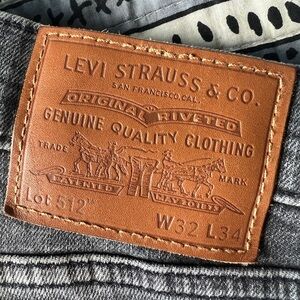 LEVI STRAUSS & CO.
SAN FRANCISCO, CAL.
ORIGINAL RIVETED
GENUINE QUALITY CLOTHING
TRADE MARK
PATENTED MAY 20 1873
Lot 512™
W32 L34